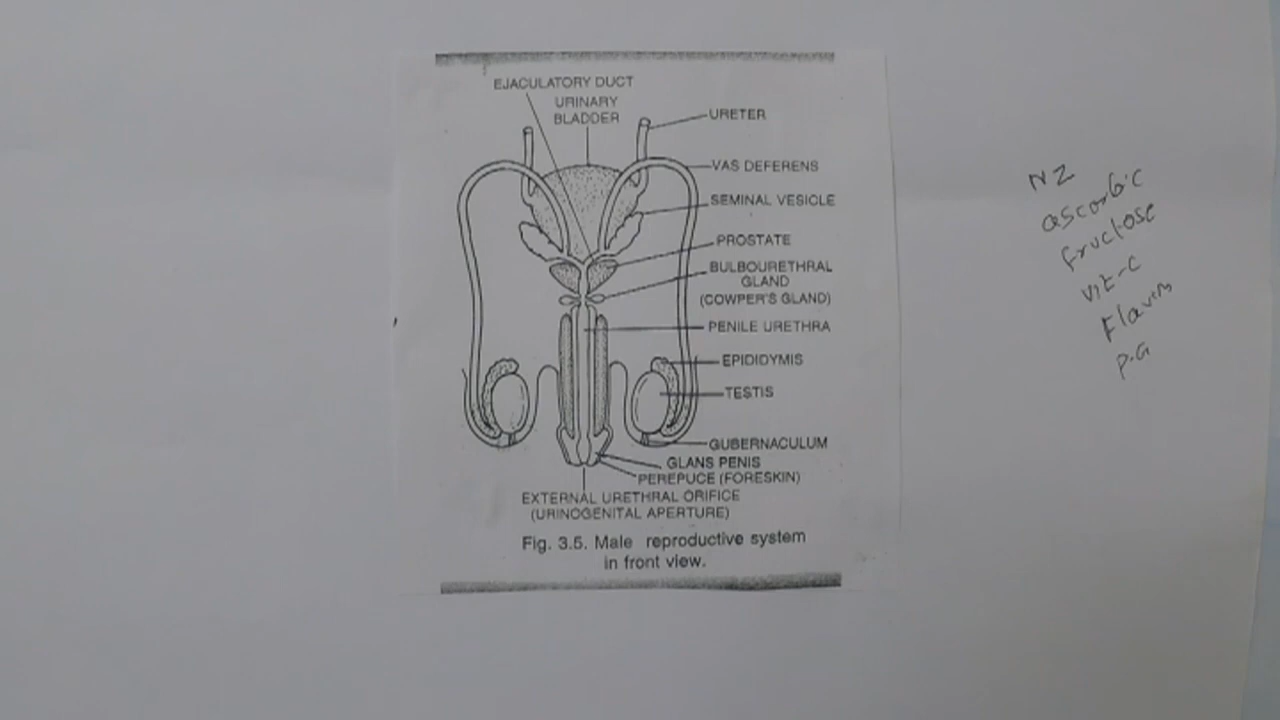 EJACULATORY DUCT
URINARY
BLADDER
URETER
VAS DEFERENS
SEMINAL VESICLE
PROSTATE
BULBOURETHRAL
GLAND
(COWPER'S GLAND)
PENILE URETHRA
EPIDIDYMIS
TESTIS
GUBERNACULUM
GLANS PENIS
PEREPUCE (FORESKIN)
EXTERNAL URETHRAL ORIFICE
(URINOGENITAL APERTURE)
Fig. 3.5. Male reproductive system
in front view.
ascorbic
fructose
vit-C
P.G